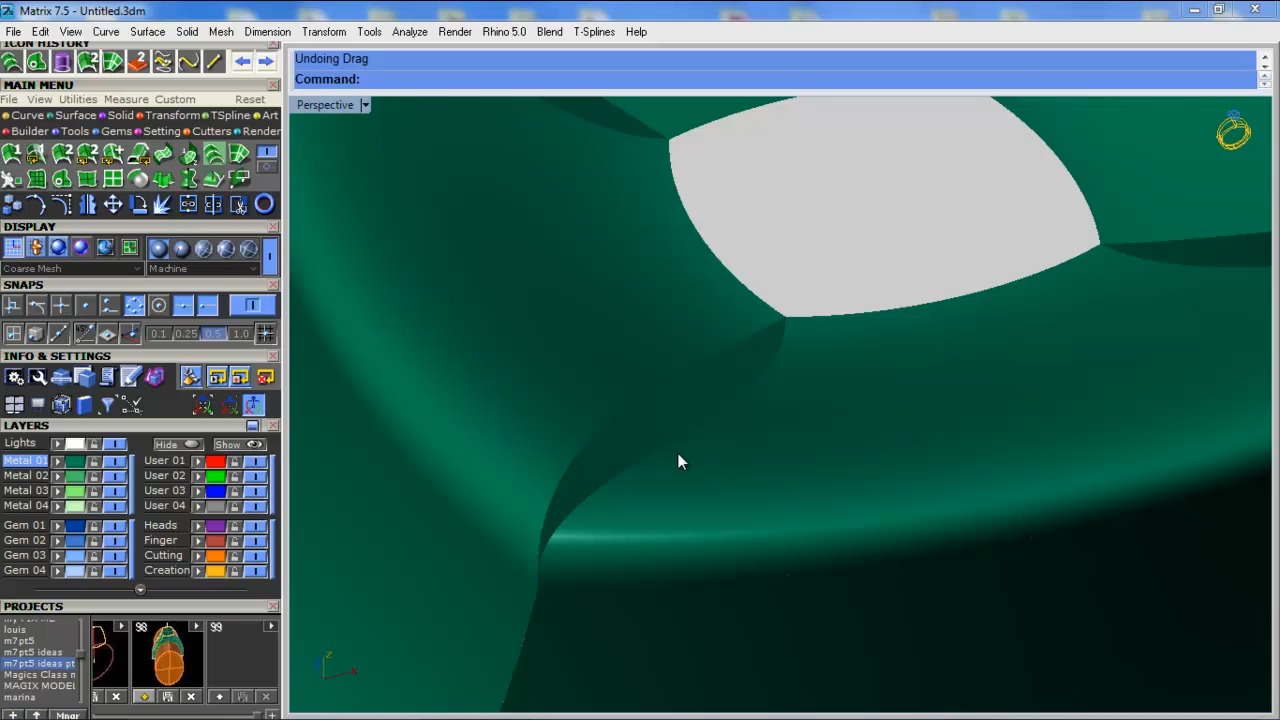 Matrix 7.5 - Untitled.3dm
File Edit View Curve Surface Solid Mesh Dimension Transform Tools Analyze Render Rhino 5.0 Blend T-Splines Help
ICON HISTORY
Undoing Drag
Command:
MAIN MENU
File View Utilities Measure Custom Reset
Curve Surface Solid Transform TSpline Art
Builder Tools Gems Setting Cutters Render
Perspective
DISPLAY
Coarse Mesh Machine
SNAPS
0.1 0.25 0.5 1.0
INFO & SETTINGS
LAYERS
Lights Hide Show
Metal 01 User 01
Metal 02 User 02
Metal 03 User 03
Metal 04 User 04
Gem 01 Heads
Gem 02 Finger
Gem 03 Cutting
Gem 04 Creation
PROJECTS
louis
m7pt5
m7pt5 ideas
m7pt5 ideas pt
Magics Class n
MAGIX MODEL
marina
98 99
Mngr
z
x